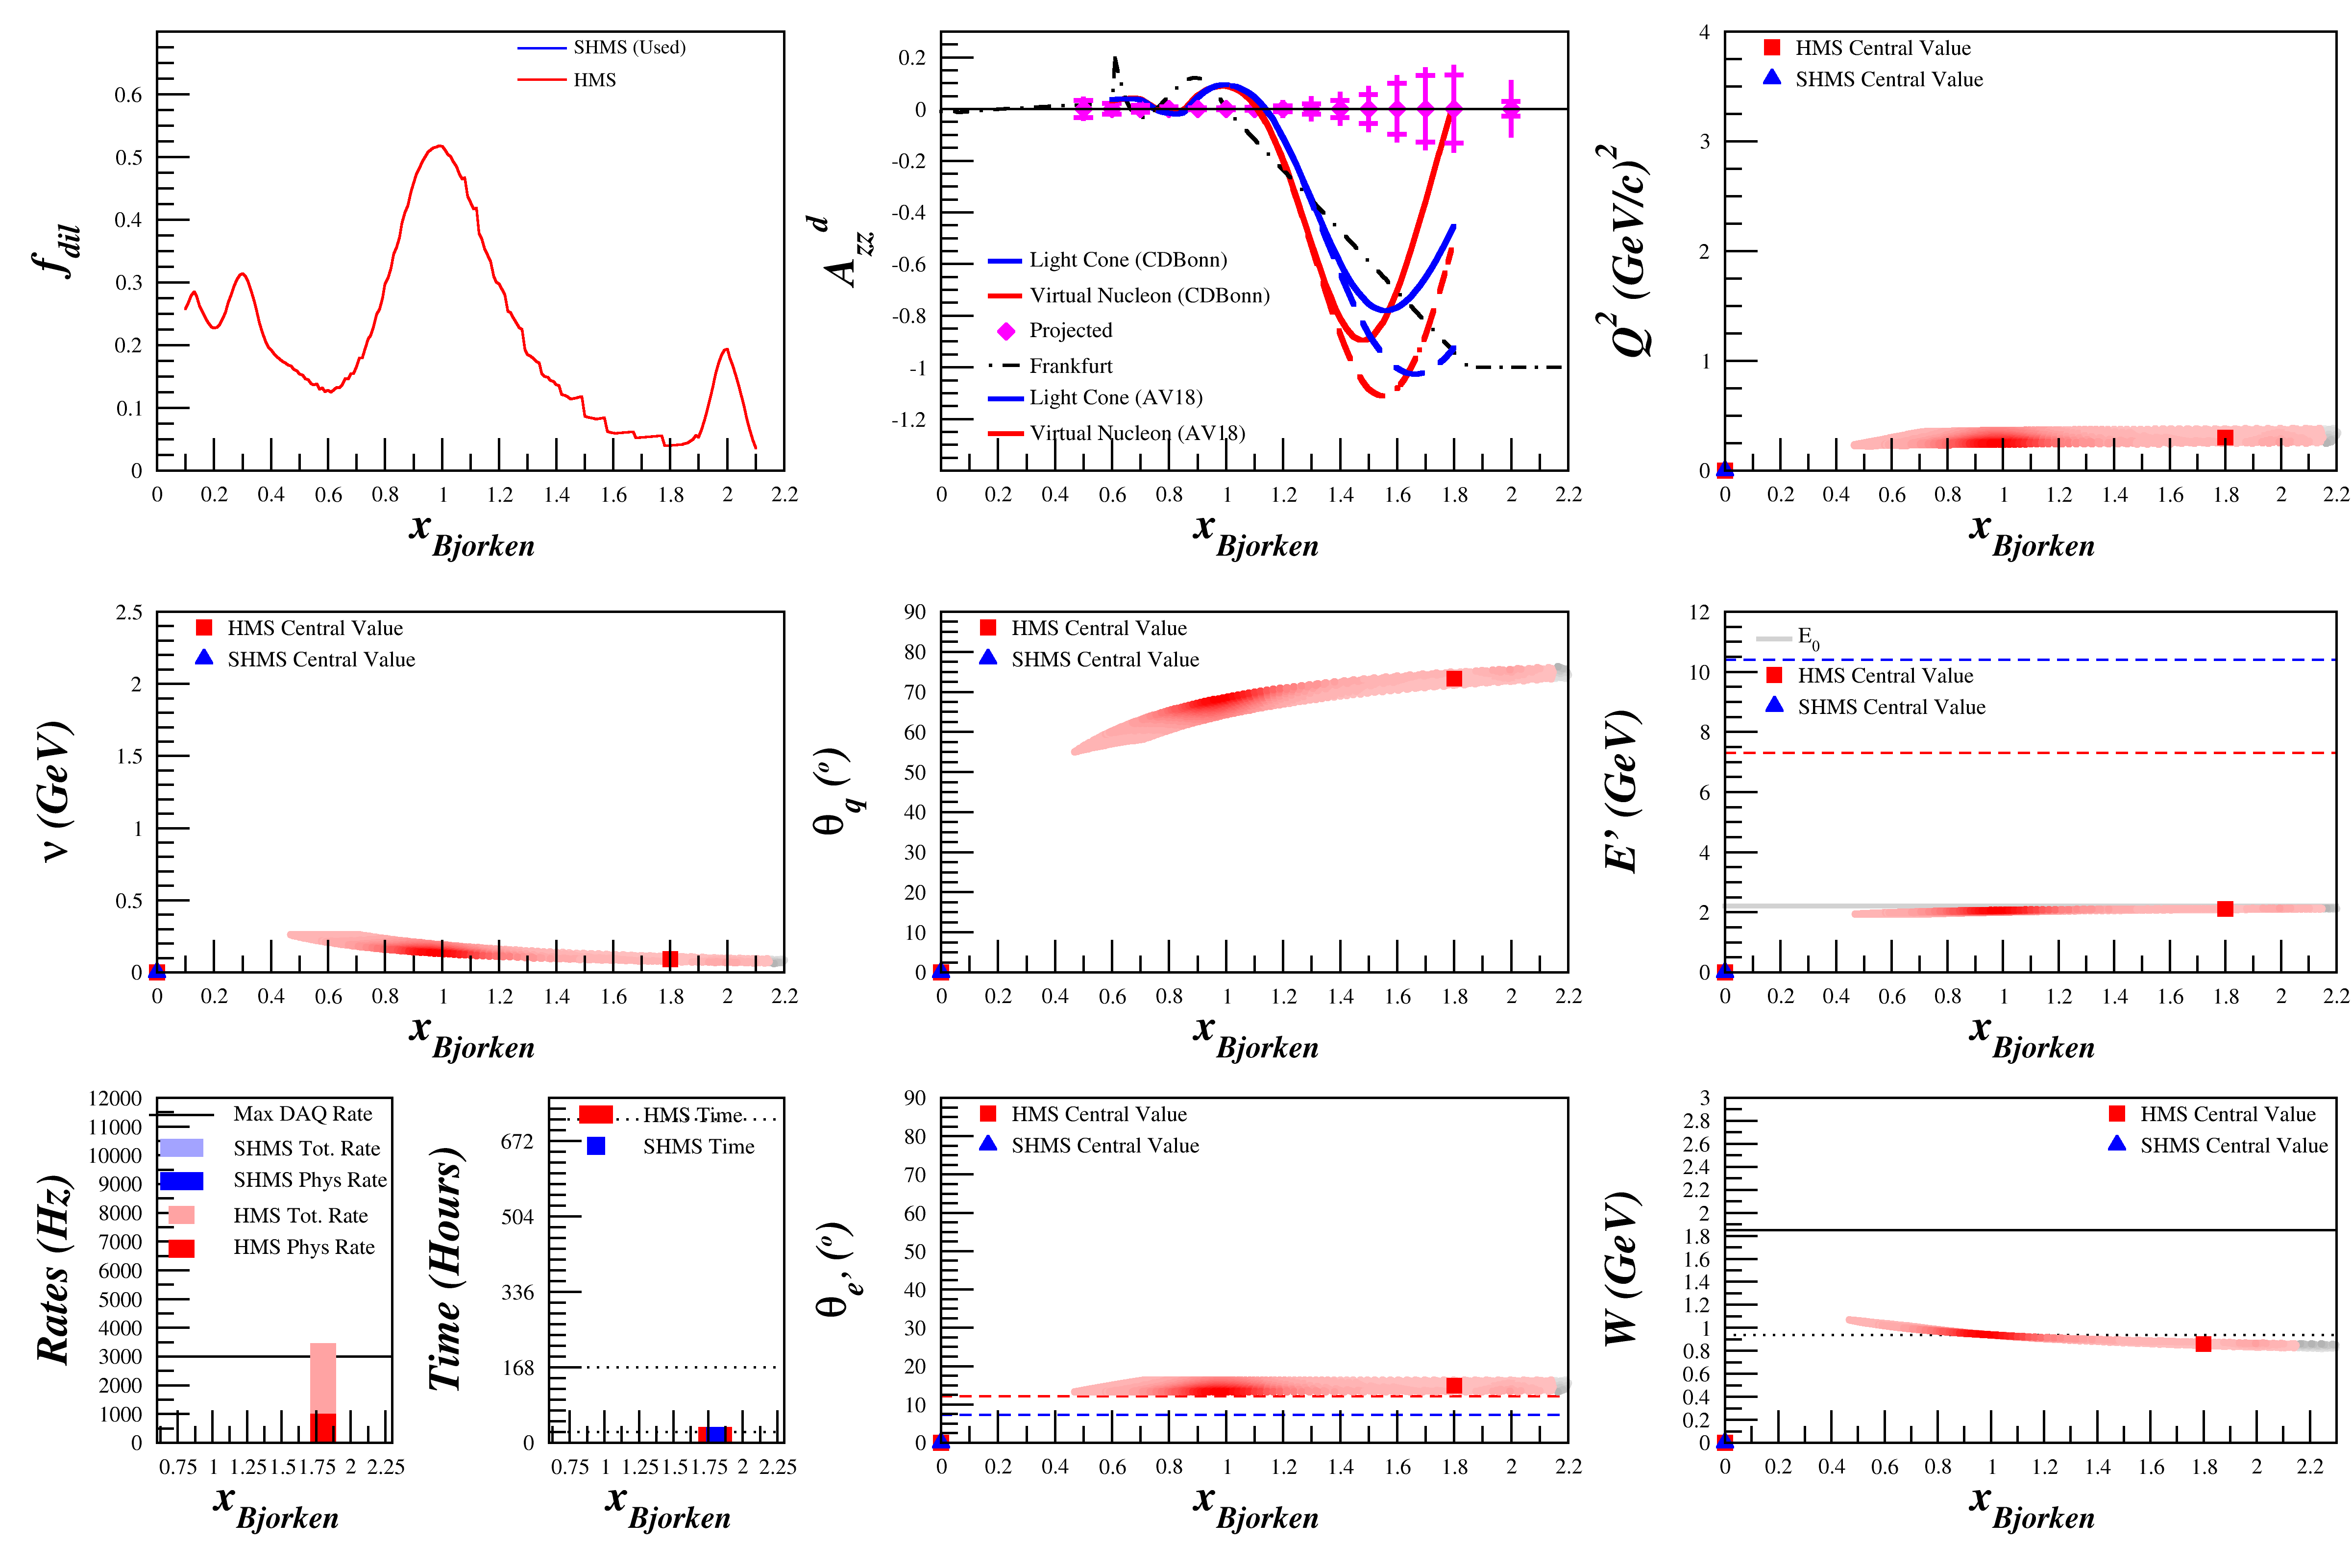 SHMS (Used)
HMS
f dil
0.6
0.5
0.4
0.3
0.2
0.1
0
0 0.2 0.4 0.6 0.8 1 1.2 1.4 1.6 1.8 2 2.2
x Bjorken
A zz d
0.2
0
-0.2
-0.4
-0.6
-0.8
-1
-1.2
Light Cone (CDBonn)
Virtual Nucleon (CDBonn)
Projected
Frankfurt
Light Cone (AV18)
Virtual Nucleon (AV18)
0 0.2 0.4 0.6 0.8 1 1.2 1.4 1.6 1.8 2 2.2
x Bjorken
Q2 (GeV/c)2
HMS Central Value
SHMS Central Value
4
3
2
1
0
0 0.2 0.4 0.6 0.8 1 1.2 1.4 1.6 1.8 2 2.2
x Bjorken
ν (GeV)
HMS Central Value
SHMS Central Value
2.5
2
1.5
1
0.5
0
0 0.2 0.4 0.6 0.8 1 1.2 1.4 1.6 1.8 2 2.2
x Bjorken
θq (o)
HMS Central Value
SHMS Central Value
90
80
70
60
50
40
30
20
10
0
0 0.2 0.4 0.6 0.8 1 1.2 1.4 1.6 1.8 2 2.2
x Bjorken
E' (GeV)
E0
HMS Central Value
SHMS Central Value
12
10
8
6
4
2
0
0 0.2 0.4 0.6 0.8 1 1.2 1.4 1.6 1.8 2 2.2
x Bjorken
Rates (Hz)
Max DAQ Rate
SHMS Tot. Rate
SHMS Phys Rate
HMS Tot. Rate
HMS Phys Rate
12000
11000
10000
9000
8000
7000
6000
5000
4000
3000
2000
1000
0
0.75 1 1.25 1.5 1.75 2 2.25
x Bjorken
Time (Hours)
HMS Time
SHMS Time
672
504
336
168
0
0.75 1 1.25 1.5 1.75 2 2.25
x Bjorken
θe' (o)
HMS Central Value
SHMS Central Value
90
80
70
60
50
40
30
20
10
0
0 0.2 0.4 0.6 0.8 1 1.2 1.4 1.6 1.8 2 2.2
x Bjorken
W (GeV)
HMS Central Value
SHMS Central Value
3
2.8
2.6
2.4
2.2
2
1.8
1.6
1.4
1.2
1
0.8
0.6
0.4
0.2
0
0 0.2 0.4 0.6 0.8 1 1.2 1.4 1.6 1.8 2 2.2
x Bjorken